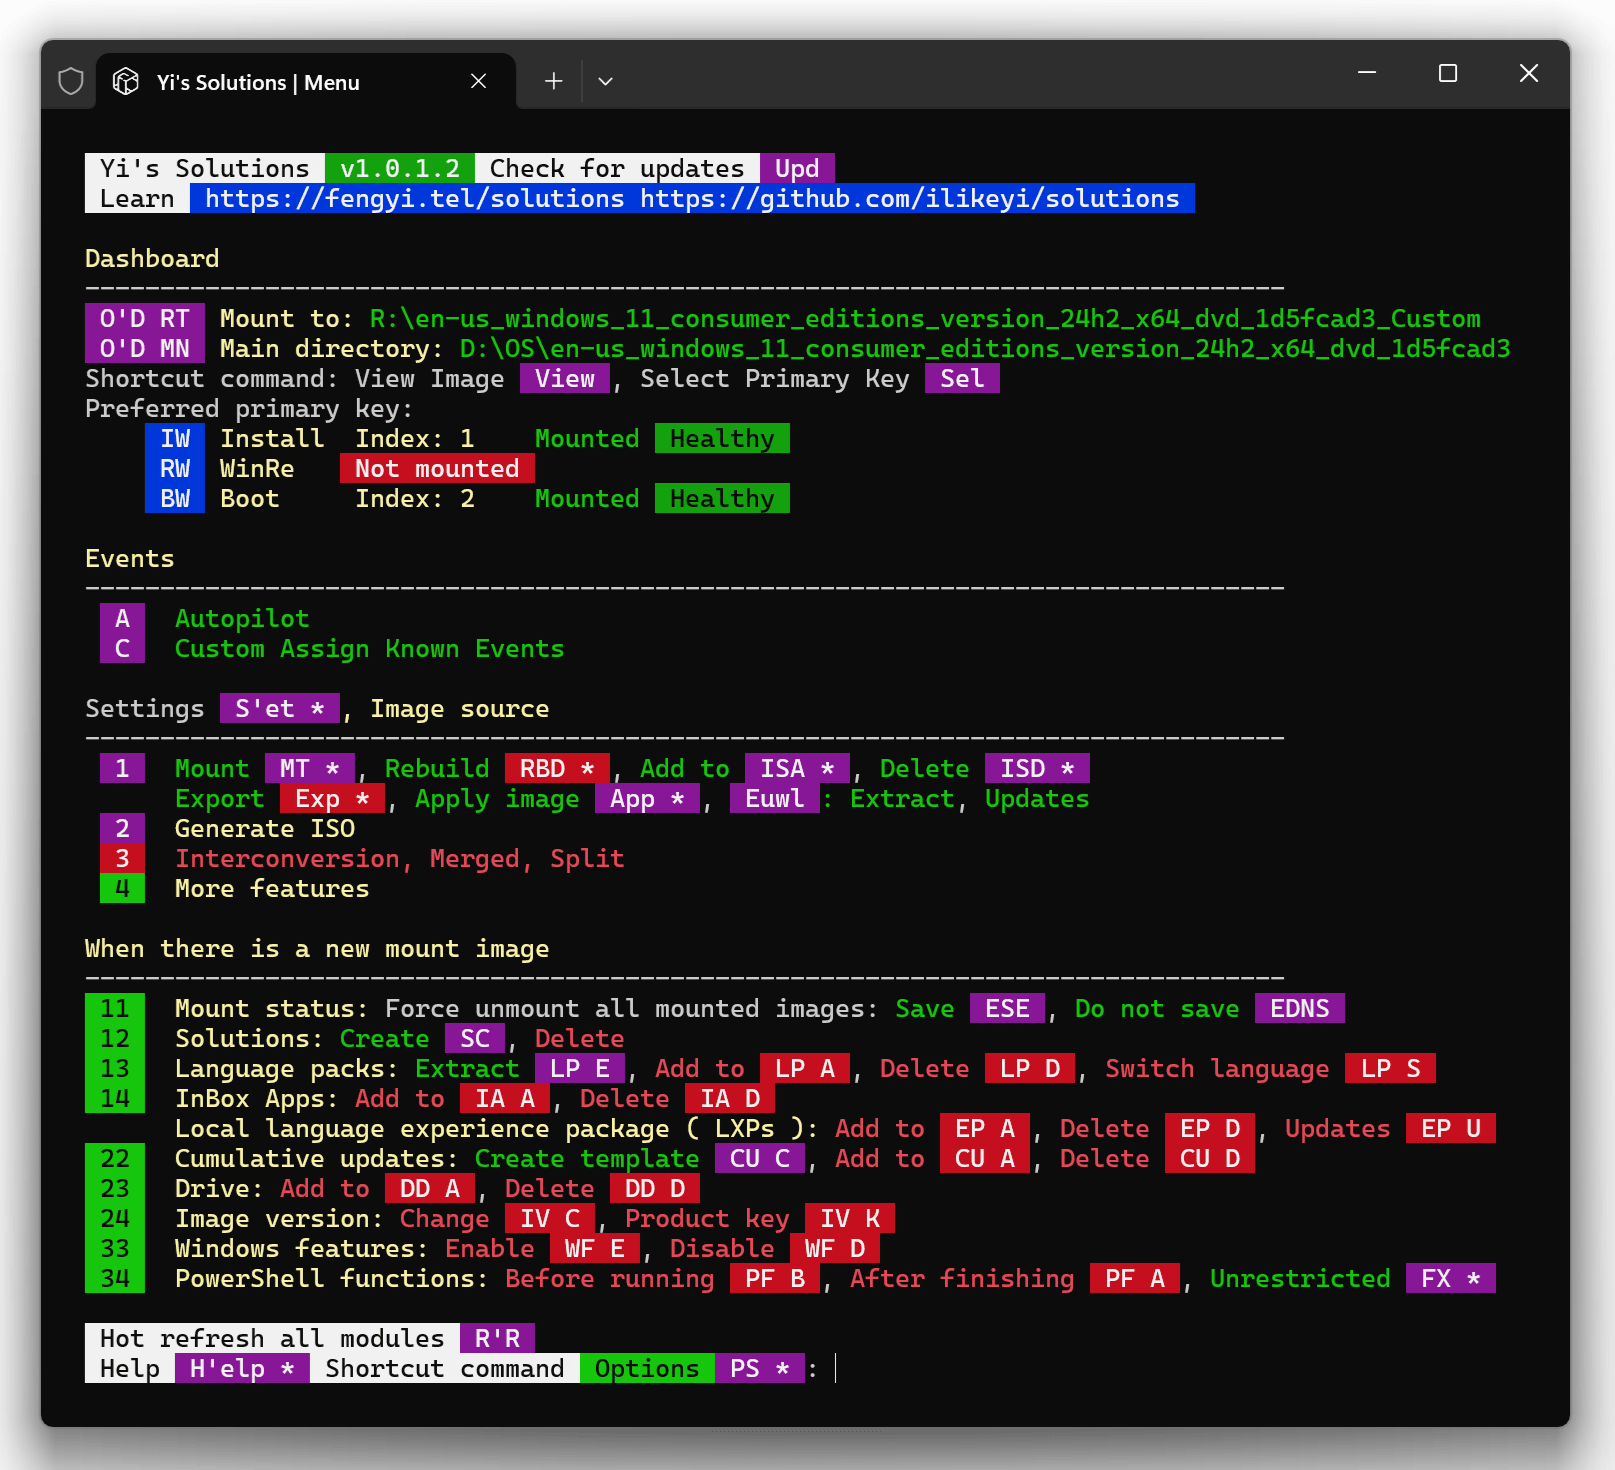 Yi's Solutions | Menu
Yi's Solutions v1.0.1.2 Check for updates Upd
Learn https://fengyi.tel/solutions https://github.com/ilikeyi/solutions
Dashboard
--------------------------------------------------------------------------------
O'D RT Mount to: R:\en-us_windows_11_consumer_editions_version_24h2_x64_dvd_1d5fcad3_Custom
O'D MN Main directory: D:\OS\en-us_windows_11_consumer_editions_version_24h2_x64_dvd_1d5fcad3
Shortcut command: View Image View, Select Primary Key Sel
Preferred primary key:
IW Install Index: 1 Mounted Healthy
RW WinRe Not mounted
BW Boot Index: 2 Mounted Healthy
Events
--------------------------------------------------------------------------------
A Autopilot
C Custom Assign Known Events
Settings S'et *, Image source
--------------------------------------------------------------------------------
1 Mount MT *, Rebuild RBD *, Add to ISA *, Delete ISD *
Export Exp *, Apply image App *, Euwl: Extract, Updates
2 Generate ISO
3 Interconversion, Merged, Split
4 More features
When there is a new mount image
--------------------------------------------------------------------------------
11 Mount status: Force unmount all mounted images: Save ESE, Do not save EDNS
12 Solutions: Create SC, Delete
13 Language packs: Extract LP E, Add to LP A, Delete LP D, Switch language LP S
14 InBox Apps: Add to IA A, Delete IA D
Local language experience package ( LXPs ): Add to EP A, Delete EP D, Updates EP U
22 Cumulative updates: Create template CU C, Add to CU A, Delete CU D
23 Drive: Add to DD A, Delete DD D
24 Image version: Change IV C, Product key IV K
33 Windows features: Enable WF E, Disable WF D
34 PowerShell functions: Before running PF B, After finishing PF A, Unrestricted FX *
Hot refresh all modules R'R
Help H'elp * Shortcut command Options PS *: